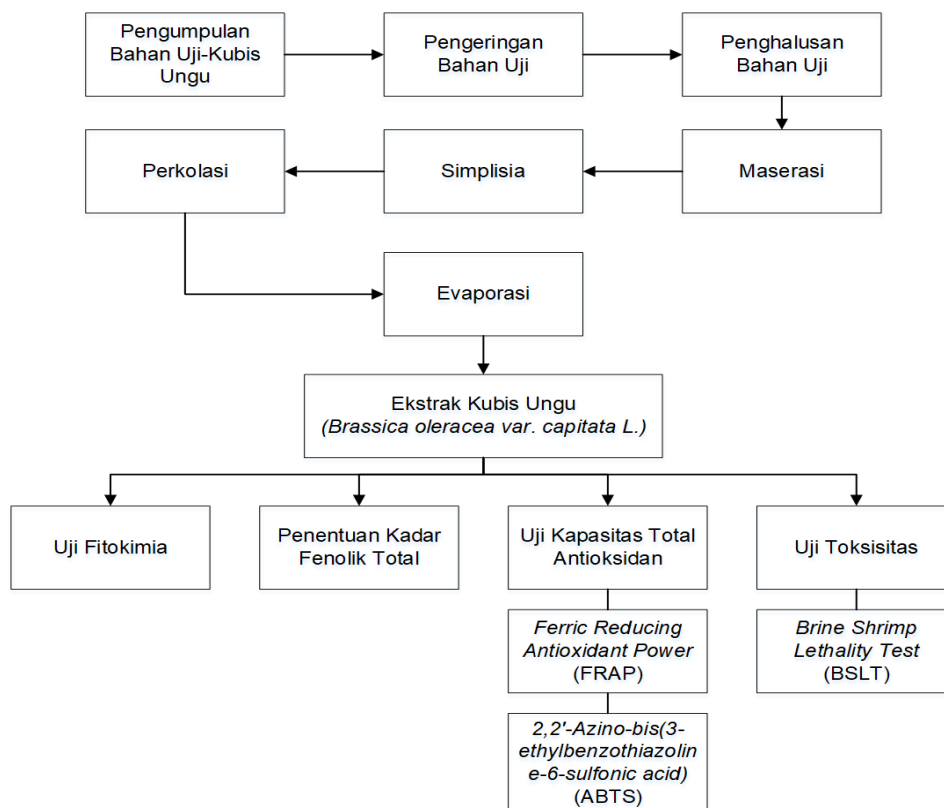 Pengumpulan
Bahan Uji-Kubis
Ungu
Pengeringan
Bahan Uji
Penghalusan
Bahan Uji
Perkolasi
Simplisia
Maserasi
Evaporasi
Ekstrak Kubis Ungu
(Brassica oleracea var. capitata L.)
Uji Fitokimia
Penentuan Kadar
Fenolik Total
Uji Kapasitas Total
Antioksidan
Uji Toksisitas
Ferric Reducing
Antioxidant Power
(FRAP)
Brine Shrimp
Lethality Test
(BSLT)
2,2'-Azino-bis(3-
ethylbenzothiazolin
e-6-sulfonic acid)
(ABTS)